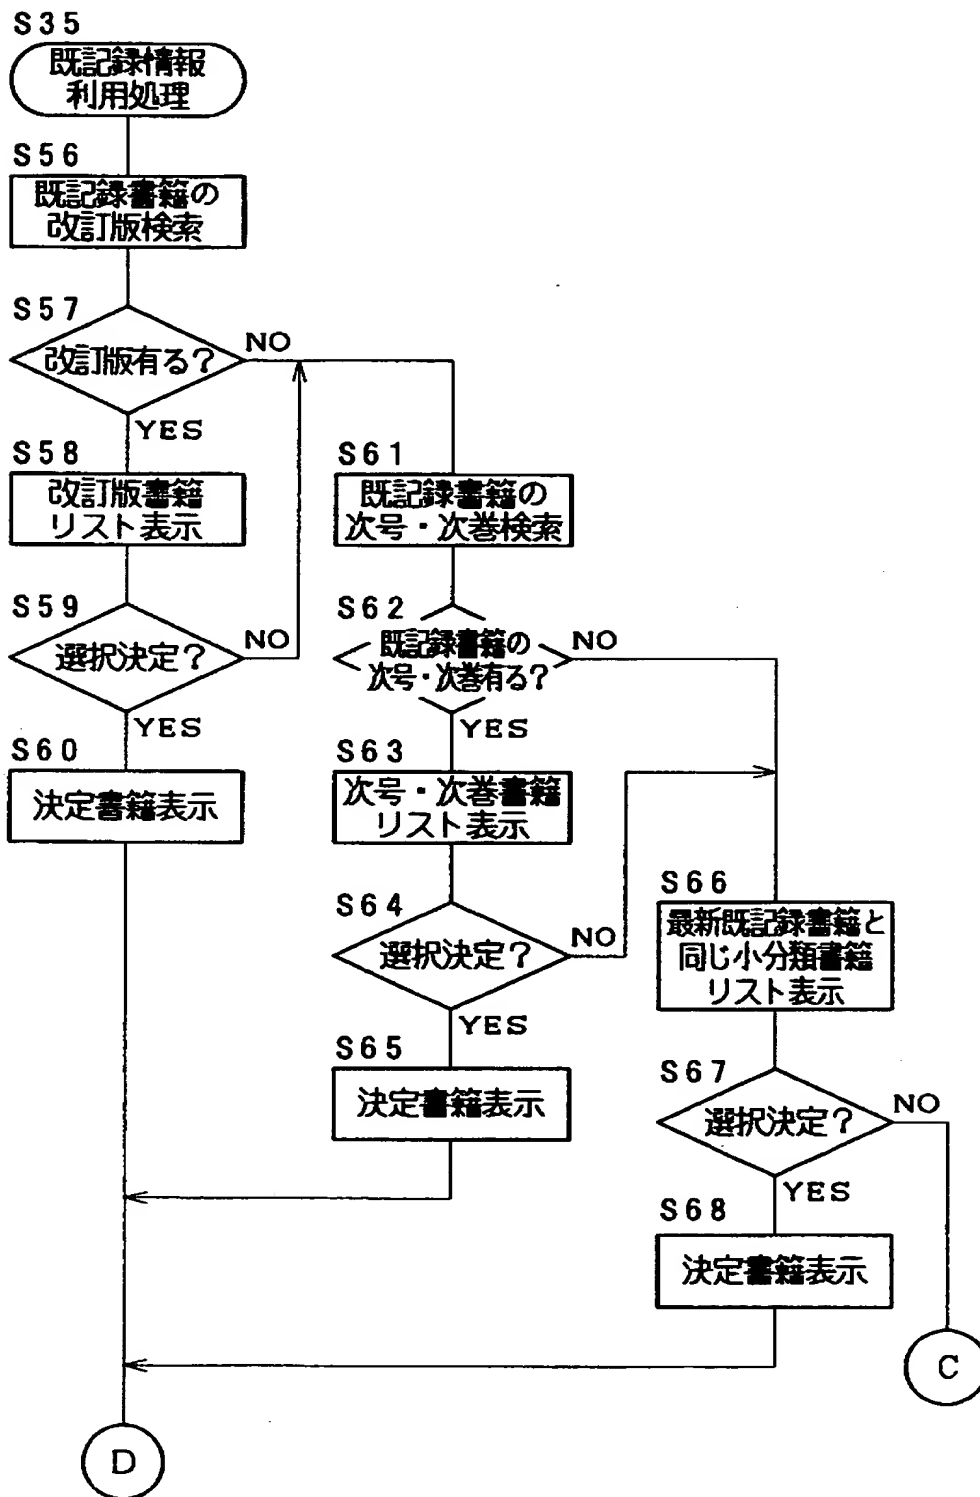 S35
既記録情報
利用処理
S56
既記録書籍の
改訂版検索
S57
改訂版有る?
NO
YES
S58
改訂版書籍
リスト表示
S59
選択決定?
NO
YES
S60
決定書籍表示
S61
既記録書籍の
次号・次巻検索
S62
既記録書籍の
次号・次巻有る?
NO
YES
S63
次号・次巻書籍
リスト表示
S64
選択決定?
NO
YES
S65
決定書籍表示
S66
最新既記録書籍と
同じ小分類書籍
リスト表示
S67
選択決定?
NO
YES
S68
決定書籍表示
C
D